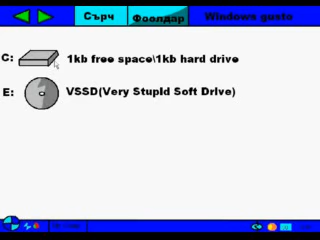 Сърч Фоолдар Windows gusto
C: 1kb free space\1kb hard drive
E: VSSD(Very Stupid Soft Drive)